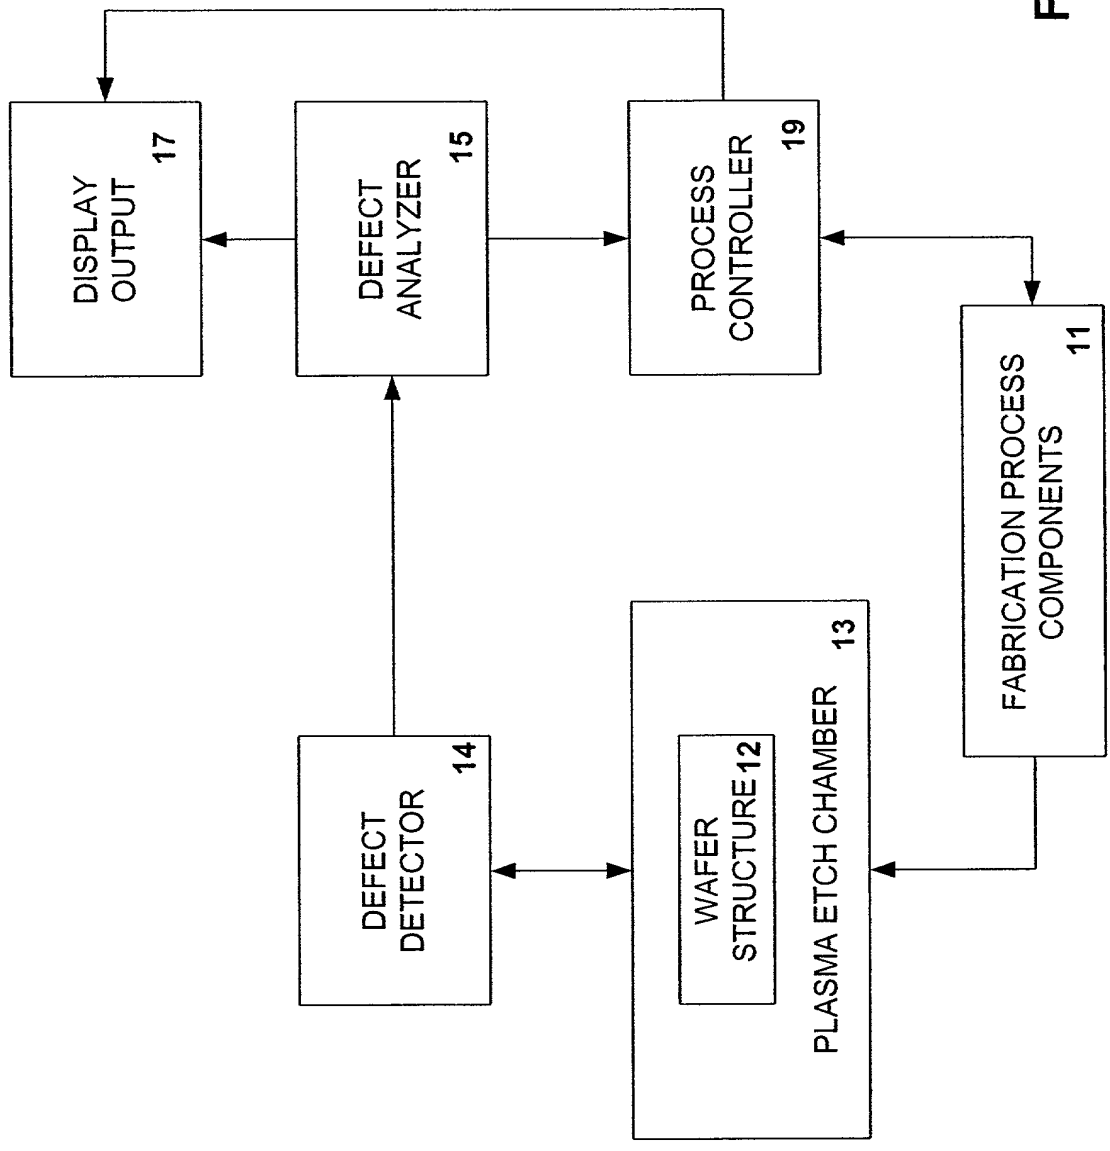 DISPLAY
OUTPUT
17
DEFECT
ANALYZER
15
PROCESS
CONTROLLER
19
DEFECT
DETECTOR
14
WAFER
STRUCTURE
12
PLASMA ETCH CHAMBER
13
FABRICATION PROCESS
COMPONENTS
11